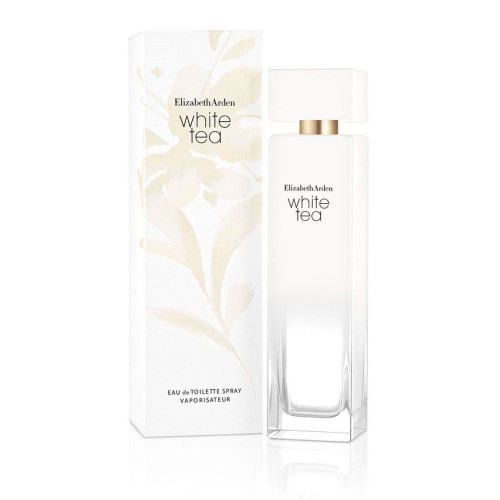 Elizabeth Arden
white
tea
EAU de TOILETTE SPRAY
VAPORISATEUR
Elizabeth Arden
white
tea